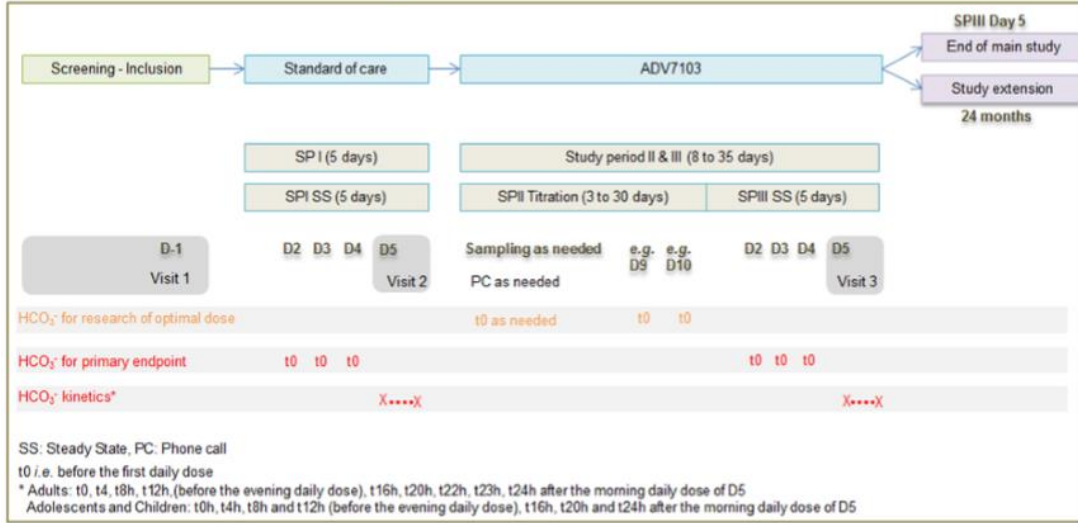 SPIII Day 5
Screening - Inclusion
Standard of care
ADV7103
End of main study
Study extension
24 months
SP I (5 days)
Study period II & III (8 to 35 days)
SPI SS (5 days)
SPII Titration (3 to 30 days)
SPIII SS (5 days)
D-1
Visit 1
D2 D3 D4 D5
Visit 2
Sampling as needed
PC as needed
e.g. D9
e.g. D10
D2 D3 D4 D5
Visit 3
HCO₃⁻ for research of optimal dose t0 as needed t0 t0
HCO₃⁻ for primary endpoint t0 t0 t0 t0 t0 t0
HCO₃⁻ kinetics* X••••X X••••X
SS: Steady State, PC: Phone call
t0 i.e. before the first daily dose
* Adults: t0, t4, t8h, t12h,(before the evening daily dose), t16h, t20h, t22h, t23h, t24h after the morning daily dose of D5
Adolescents and Children: t0h, t4h, t8h and t12h (before the evening daily dose), t16h, t20h and t24h after the morning daily dose of D5